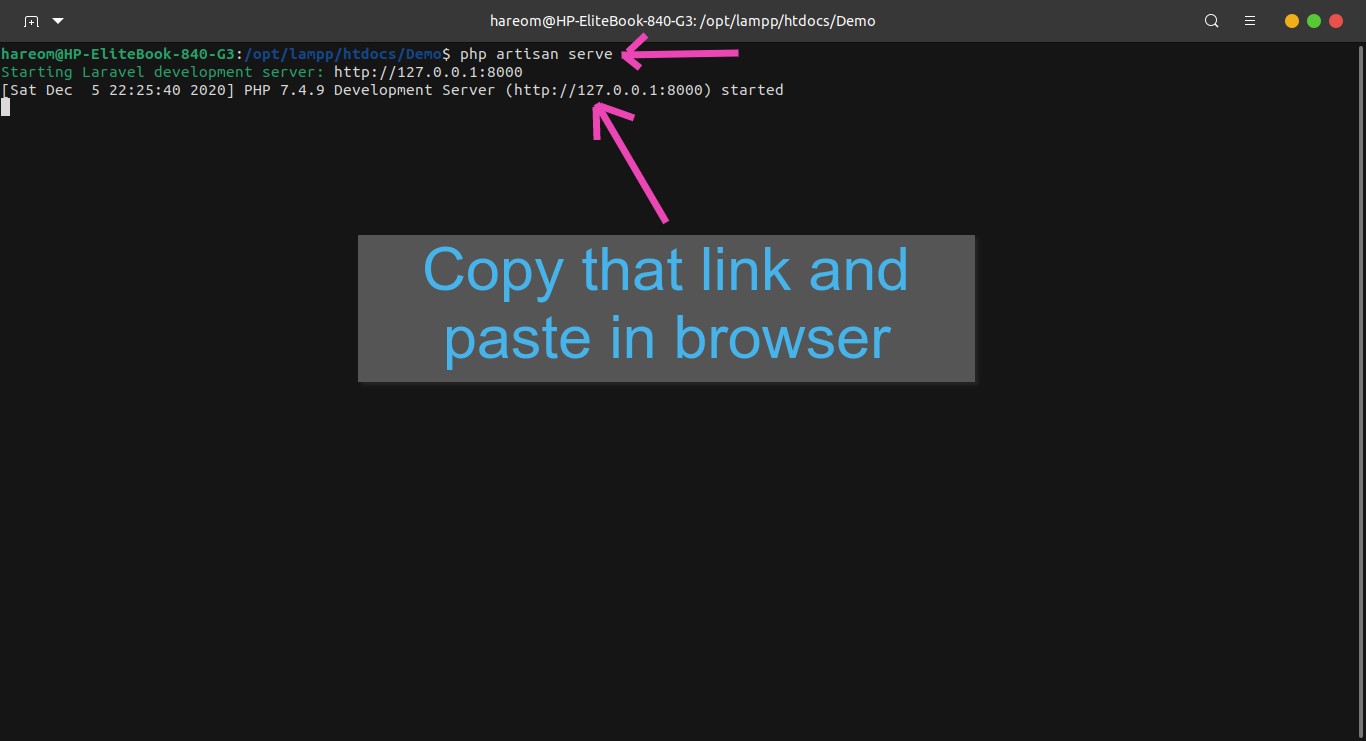 hareom@HP-EliteBook-840-G3: /opt/lampp/htdocs/Demo
hareom@HP-EliteBook-840-G3:/opt/lampp/htdocs/Demo$ php artisan serve
Starting Laravel development server: http://127.0.0.1:8000
[Sat Dec  5 22:25:40 2020] PHP 7.4.9 Development Server (http://127.0.0.1:8000) started
Copy that link and
paste in browser